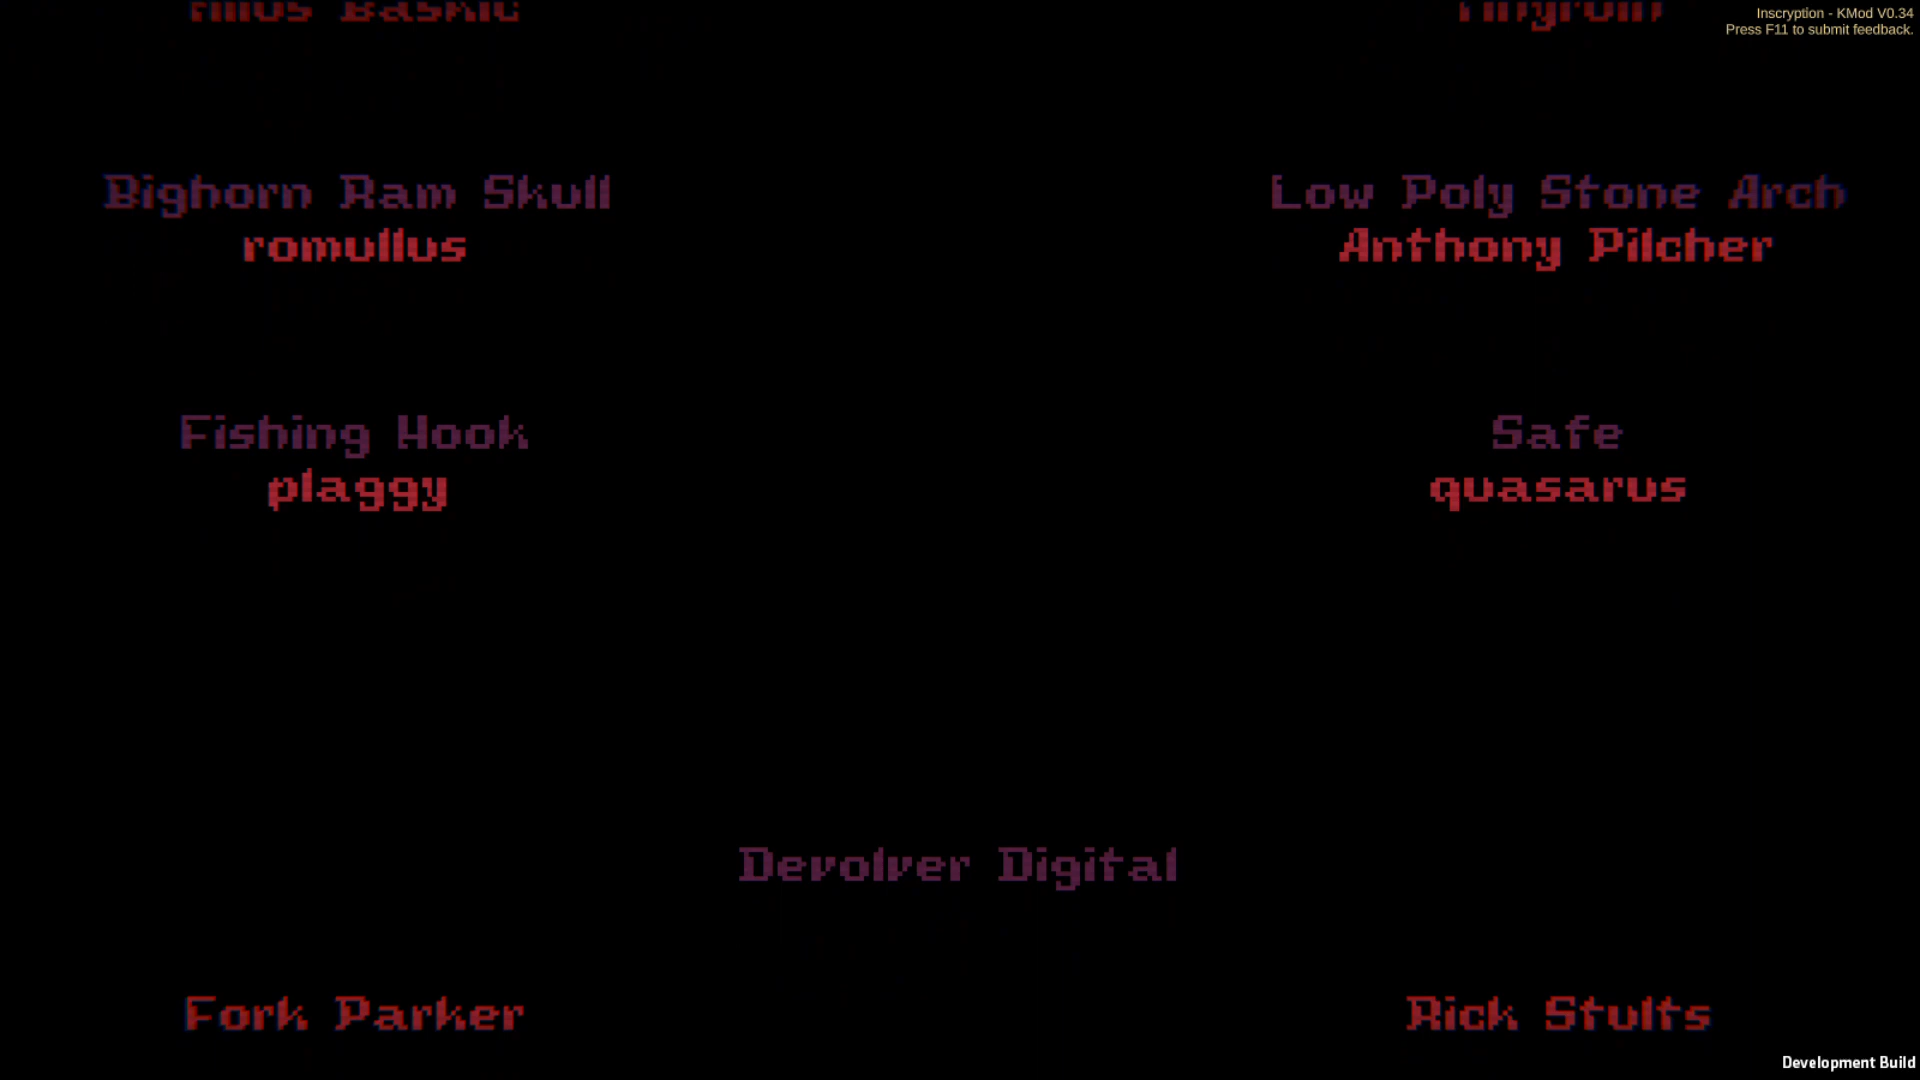 Inscryption - KMod V0.34
Press F11 to submit feedback.
Bighorn Ram Skull
romullus
Low Poly Stone Arch
Anthony Pilcher
Fishing Hook
plaggy
Safe
quasarus
Devolver Digital
Fork Parker
Rick Stults
Development Build